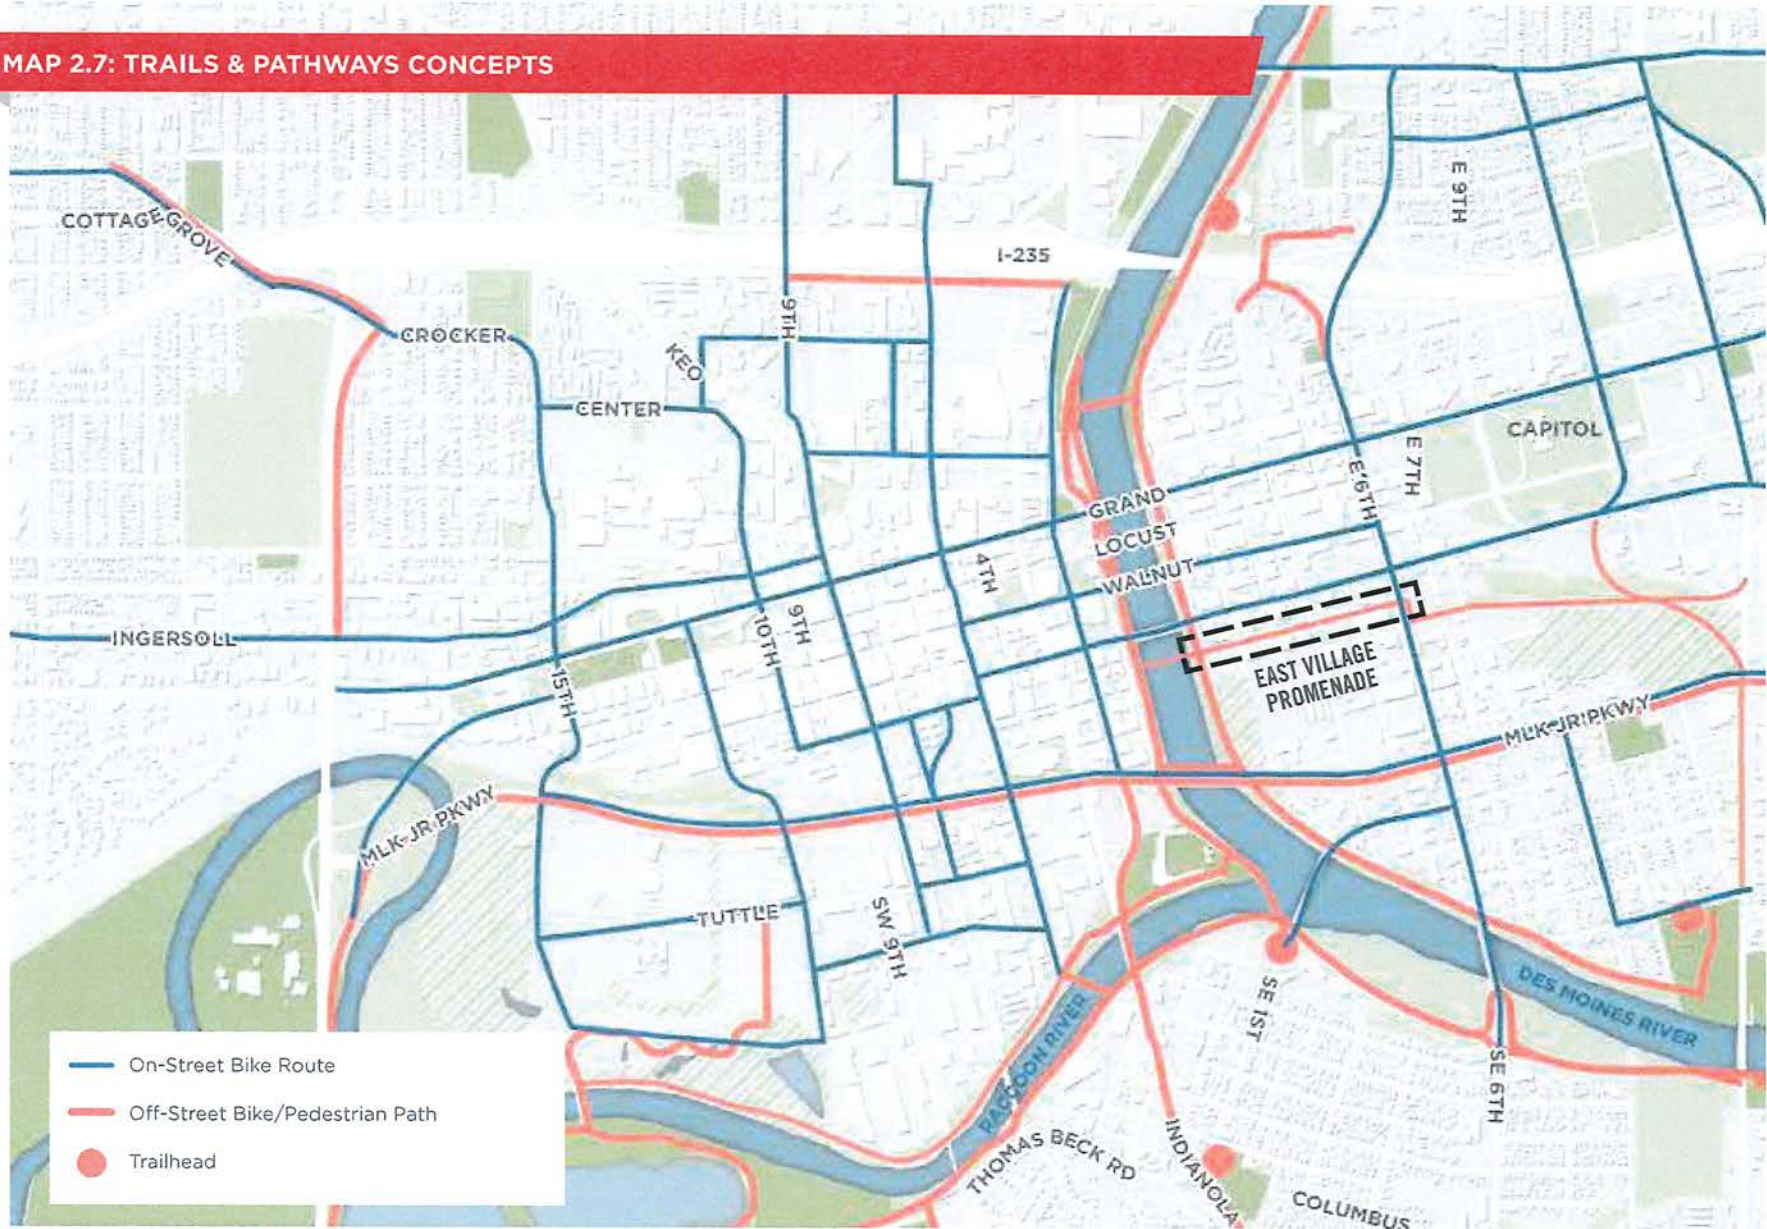 MAP 2.7: TRAILS & PATHWAYS CONCEPTS
COTTAGE GROVE
E 9TH
I-235
CROCKER
KEO
9TH
CENTER
CAPITOL
E 7TH
E 6TH
GRAND
LOCUST
WALNUT
4TH
9TH
10TH
INGERSOLL
15TH
EAST VILLAGE
PROMENADE
MLK JR PKWY
MLK JR PKWY
TUTTLE
SW 9TH
SE 1ST
DES MOINES RIVER
RACCOON RIVER
SE 6TH
THOMAS BECK RD
INDIANOLA
COLUMBUS
On-Street Bike Route
Off-Street Bike/Pedestrian Path
Trailhead